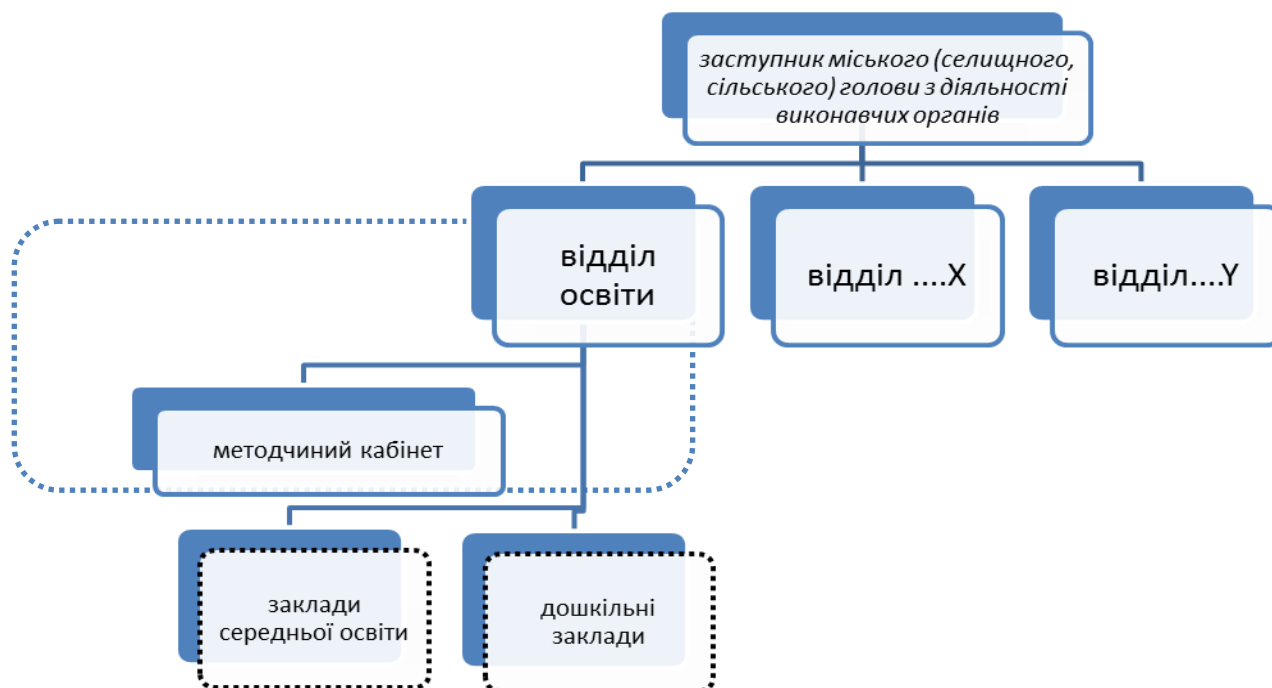 заступник міського (селищного,
сільського) голови з діяльності
виконавчих органів
відділ
освіти
відділ ....X
відділ....Y
методчиний кабінет
заклади
середньої освіти
дошкільні
заклади